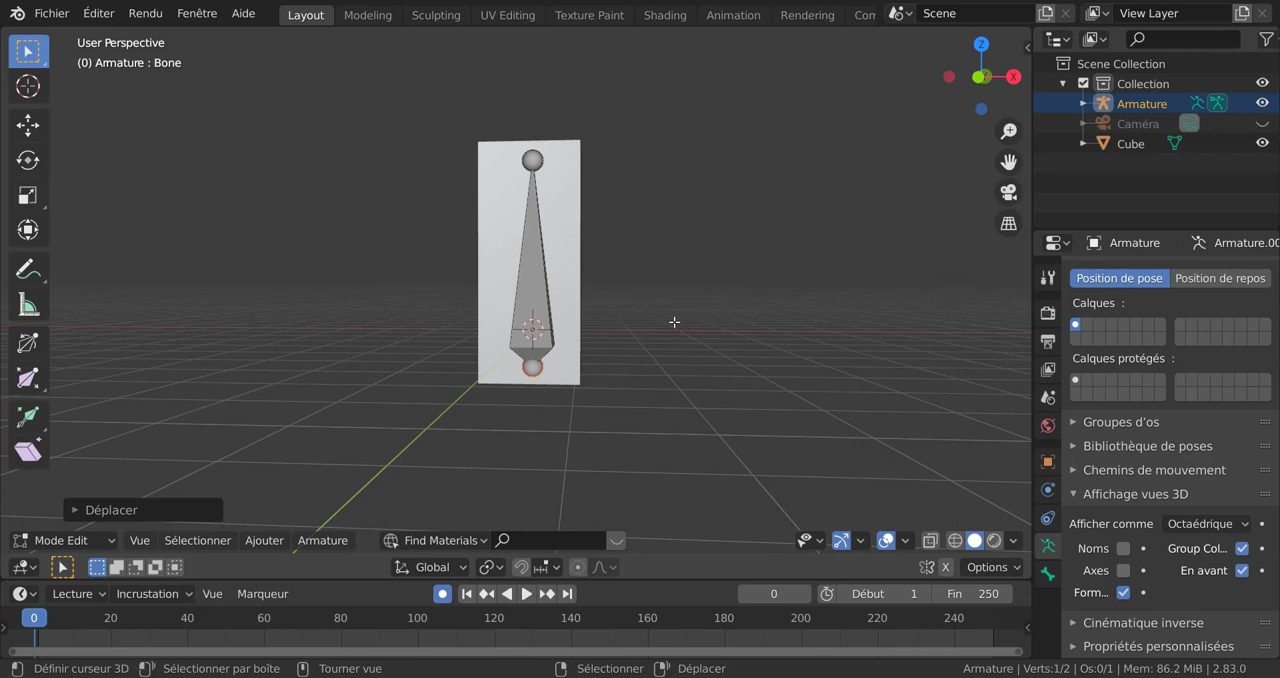 Fichier Éditer Rendu Fenêtre Aide Layout Modeling Sculpting UV Editing Texture Paint Shading Animation Rendering Com Scene View Layer
User Perspective
(0) Armature : Bone
Z
X
Scene Collection
Collection
Armature
Caméra
Cube
Armature Armature.00
Position de pose Position de repos
Calques :
Calques protégés :
Groupes d'os
Bibliothèque de poses
Chemins de mouvement
Affichage vues 3D
Afficher comme Octaédrique
Noms Group Col...
Axes En avant
Form...
Cinématique inverse
Propriétés personnalisées
Déplacer
Mode Edit Vue Sélectionner Ajouter Armature Find Materials
Global X Options
Lecture Incrustation Vue Marqueur 0 Début 1 Fin 250
0 20 40 60 80 100 120 140 160 180 200 220 240
Définir curseur 3D Sélectionner par boîte Tourner vue Sélectionner Déplacer Armature | Verts:1/2 | Os:0/1 | Mem: 86.2 MiB | 2.83.0